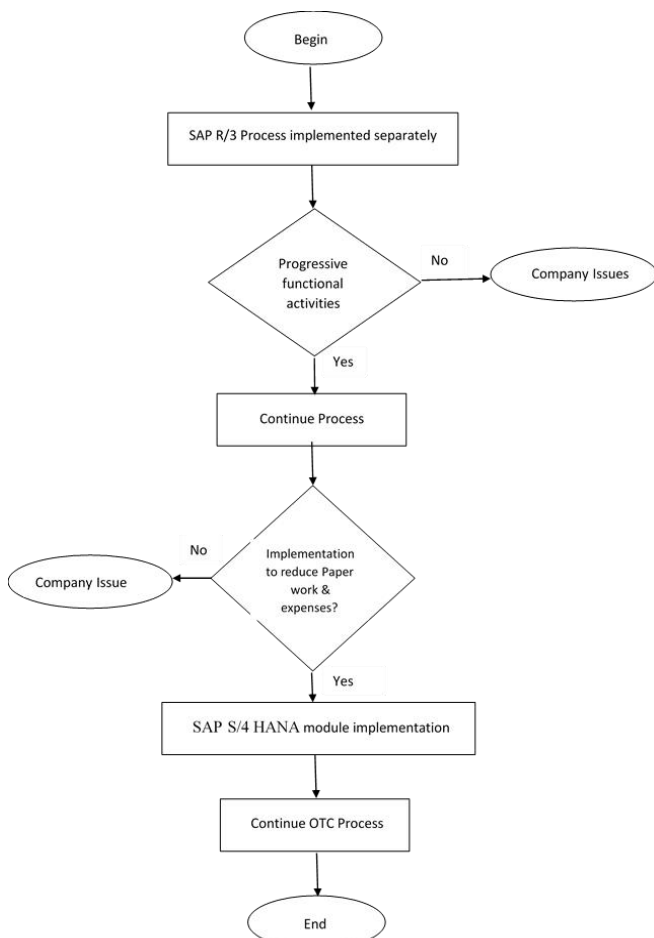 Begin
SAP R/3 Process implemented separately
Progressive
functional
activities
No
Company Issues
Yes
Continue Process
No
Implementation
to reduce Paper
work &
expenses?
Company Issue
Yes
SAP S/4 HANA module implementation
Continue OTC Process
End